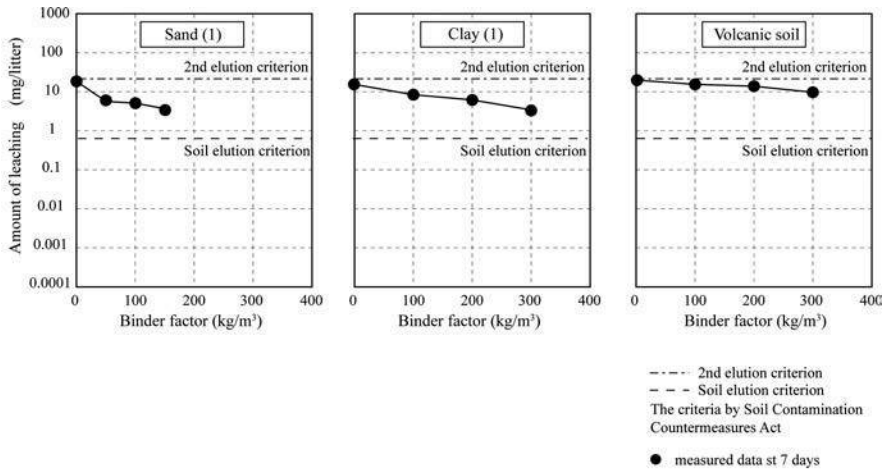 Amount of leaching (mg/litter)
1000
100
10
1
0.1
0.01
0.001
0.0001
Sand (1)
2nd elution criterion
Soil elution criterion
0 100 200 300 400
Binder factor (kg/m³)
Clay (1)
2nd elution criterion
Soil elution criterion
0 100 200 300 400
Binder factor (kg/m³)
Volcanic soil
2nd elution criterion
Soil elution criterion
0 100 200 300 400
Binder factor (kg/m³)
2nd elution criterion
Soil elution criterion
The criteria by Soil Contamination
Countermeasures Act
measured data st 7 days